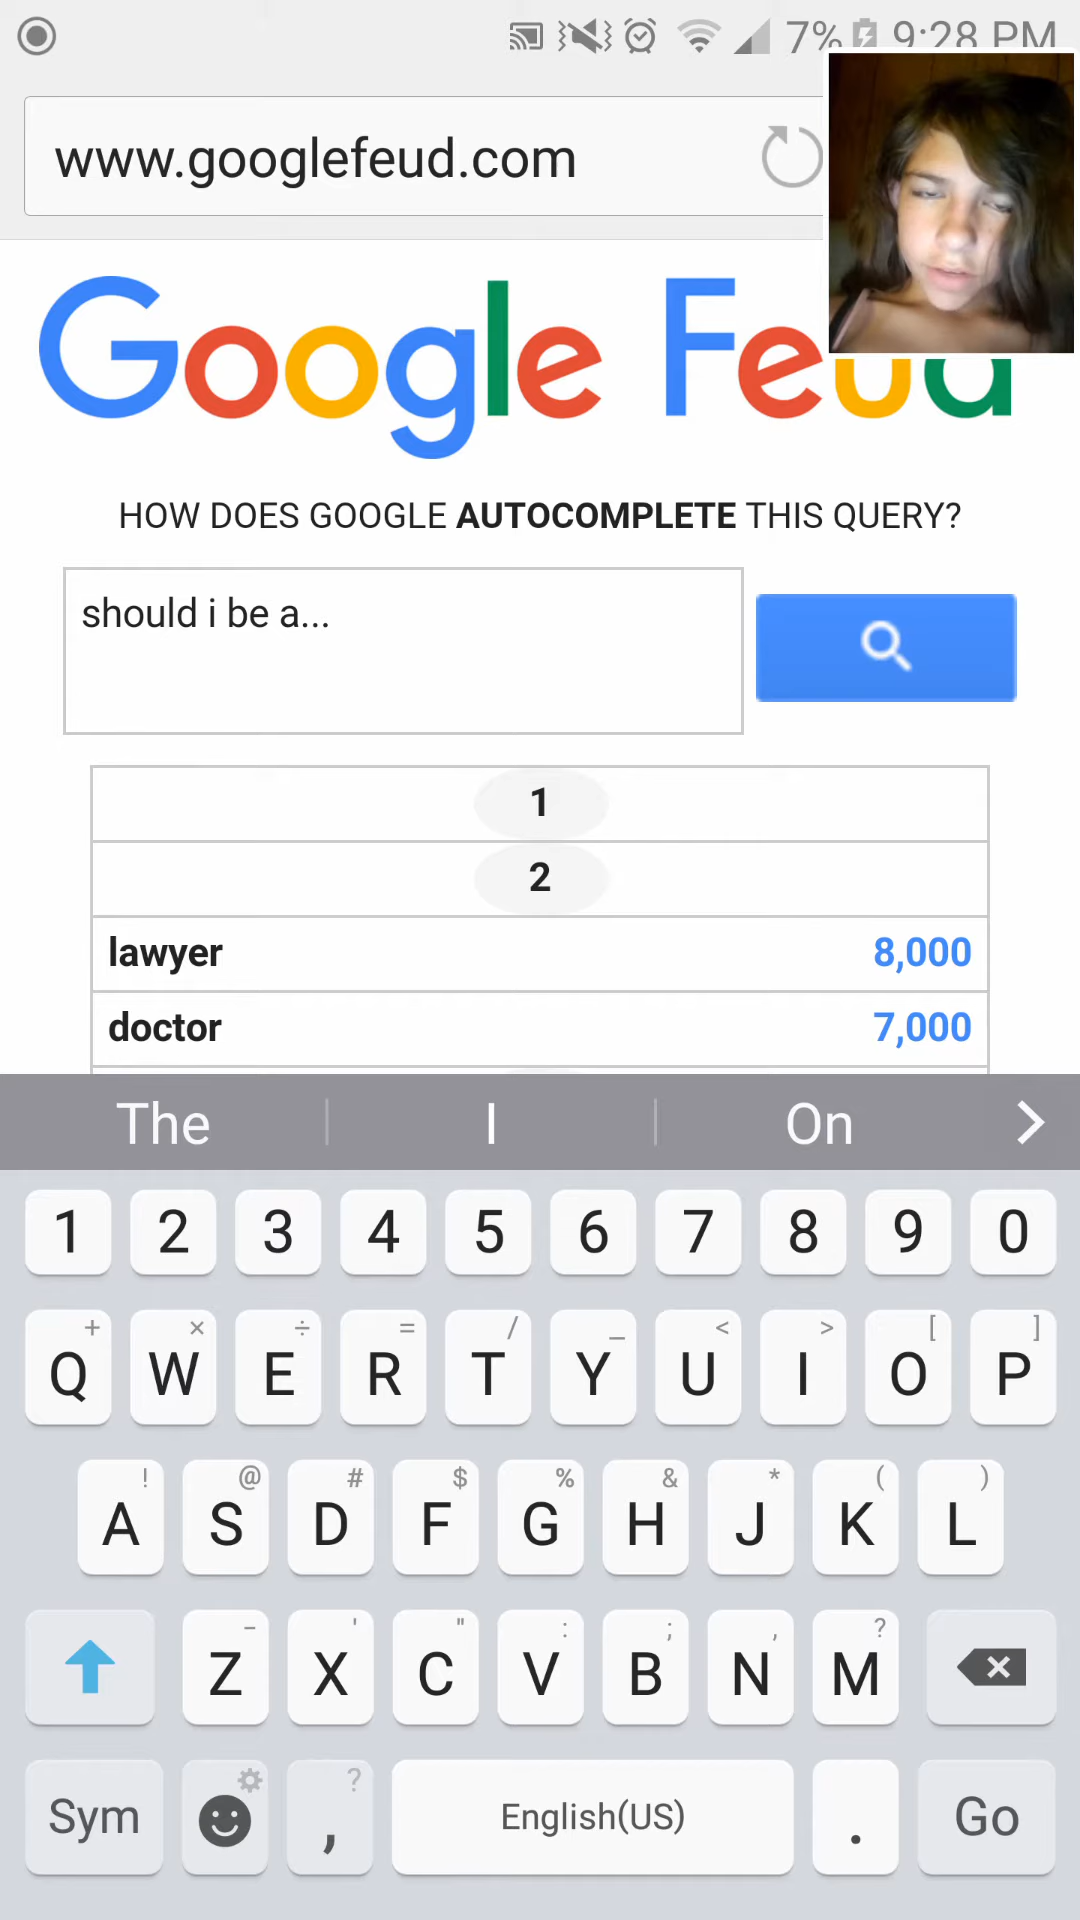 7% 9:28 PM
www.googlefeud.com
Google Feud
HOW DOES GOOGLE AUTOCOMPLETE THIS QUERY?
should i be a...
1
2
lawyer 8,000
doctor 7,000
The I On >
1 2 3 4 5 6 7 8 9 0
+ × ÷ = / _ < > [ ]
Q W E R T Y U I O P
! @ # $ % & * ( )
A S D F G H J K L
- ' " : ; , ?
Z X C V B N M
?
Sym , English(US) . Go